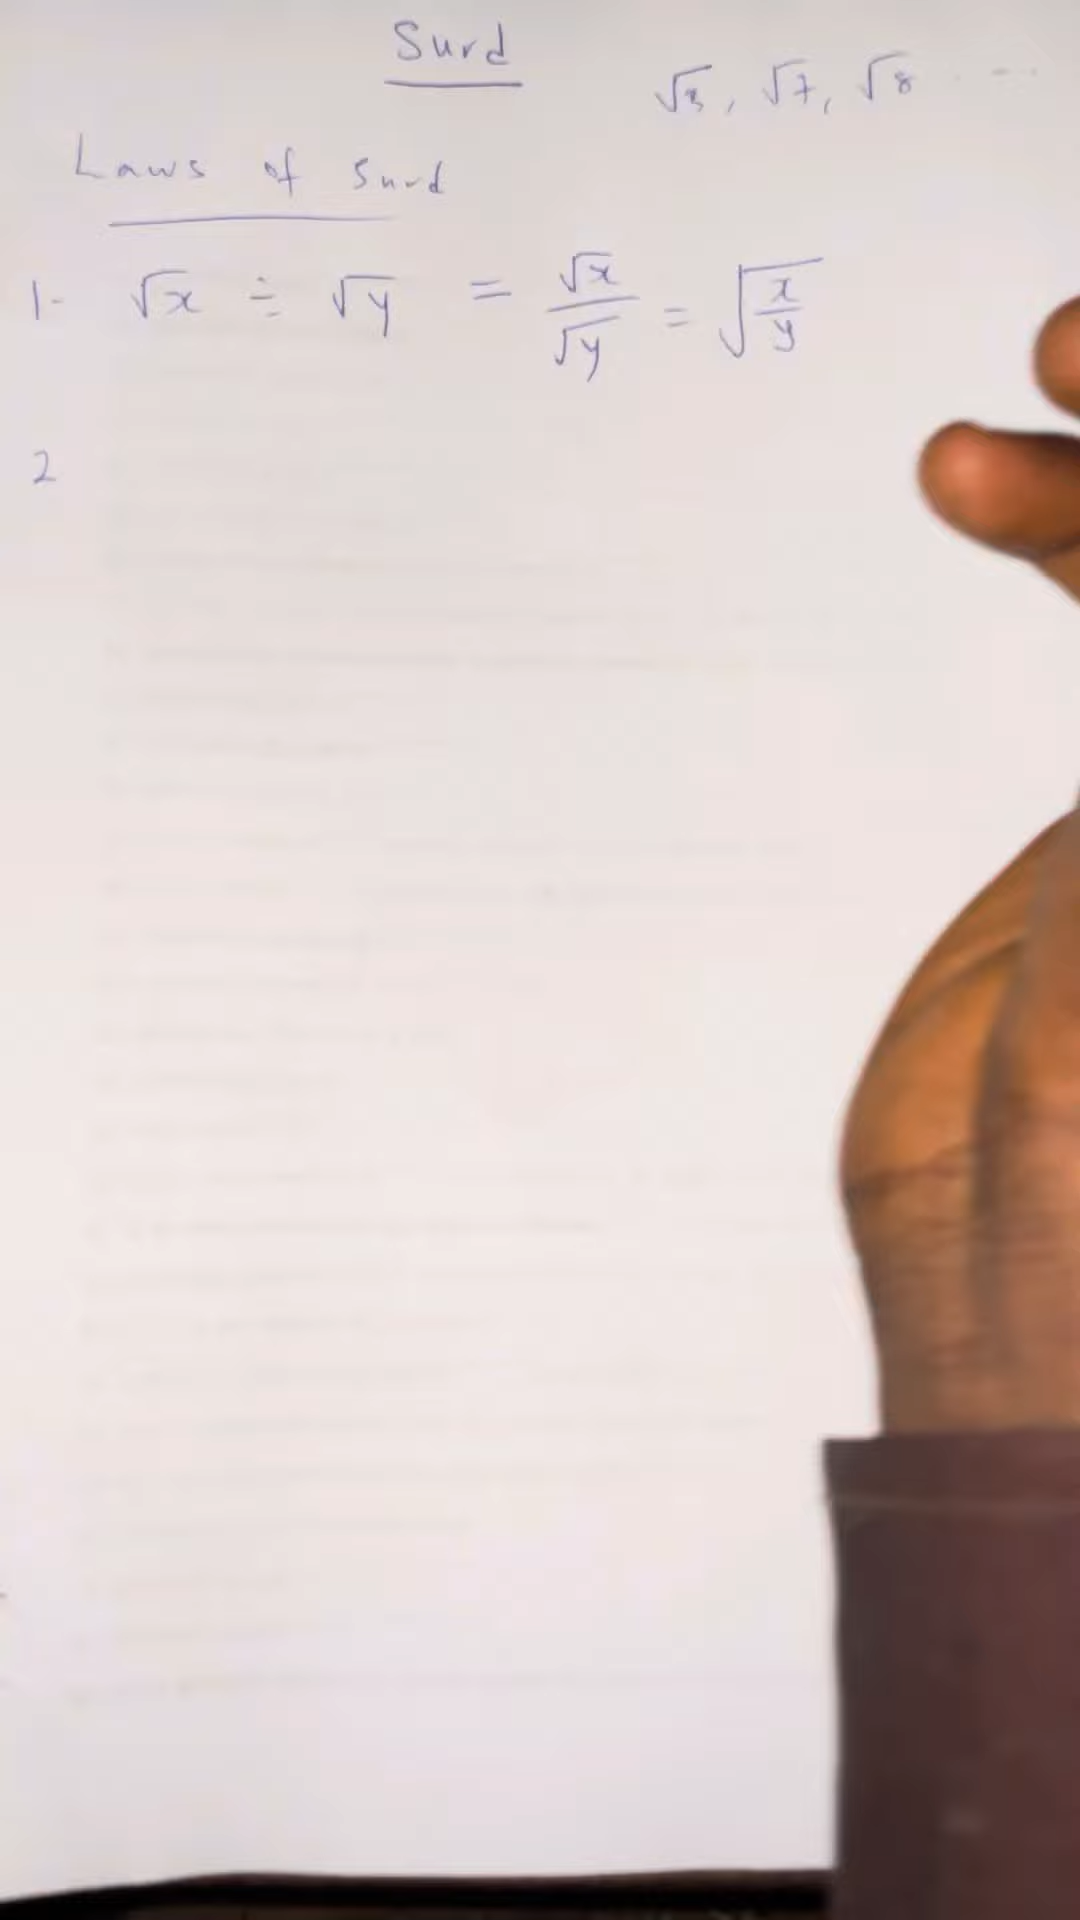 Surd
√3, √7, √8 ...
Laws of Surd
1- √x ÷ √y = √x/√y = √(x/y)
2